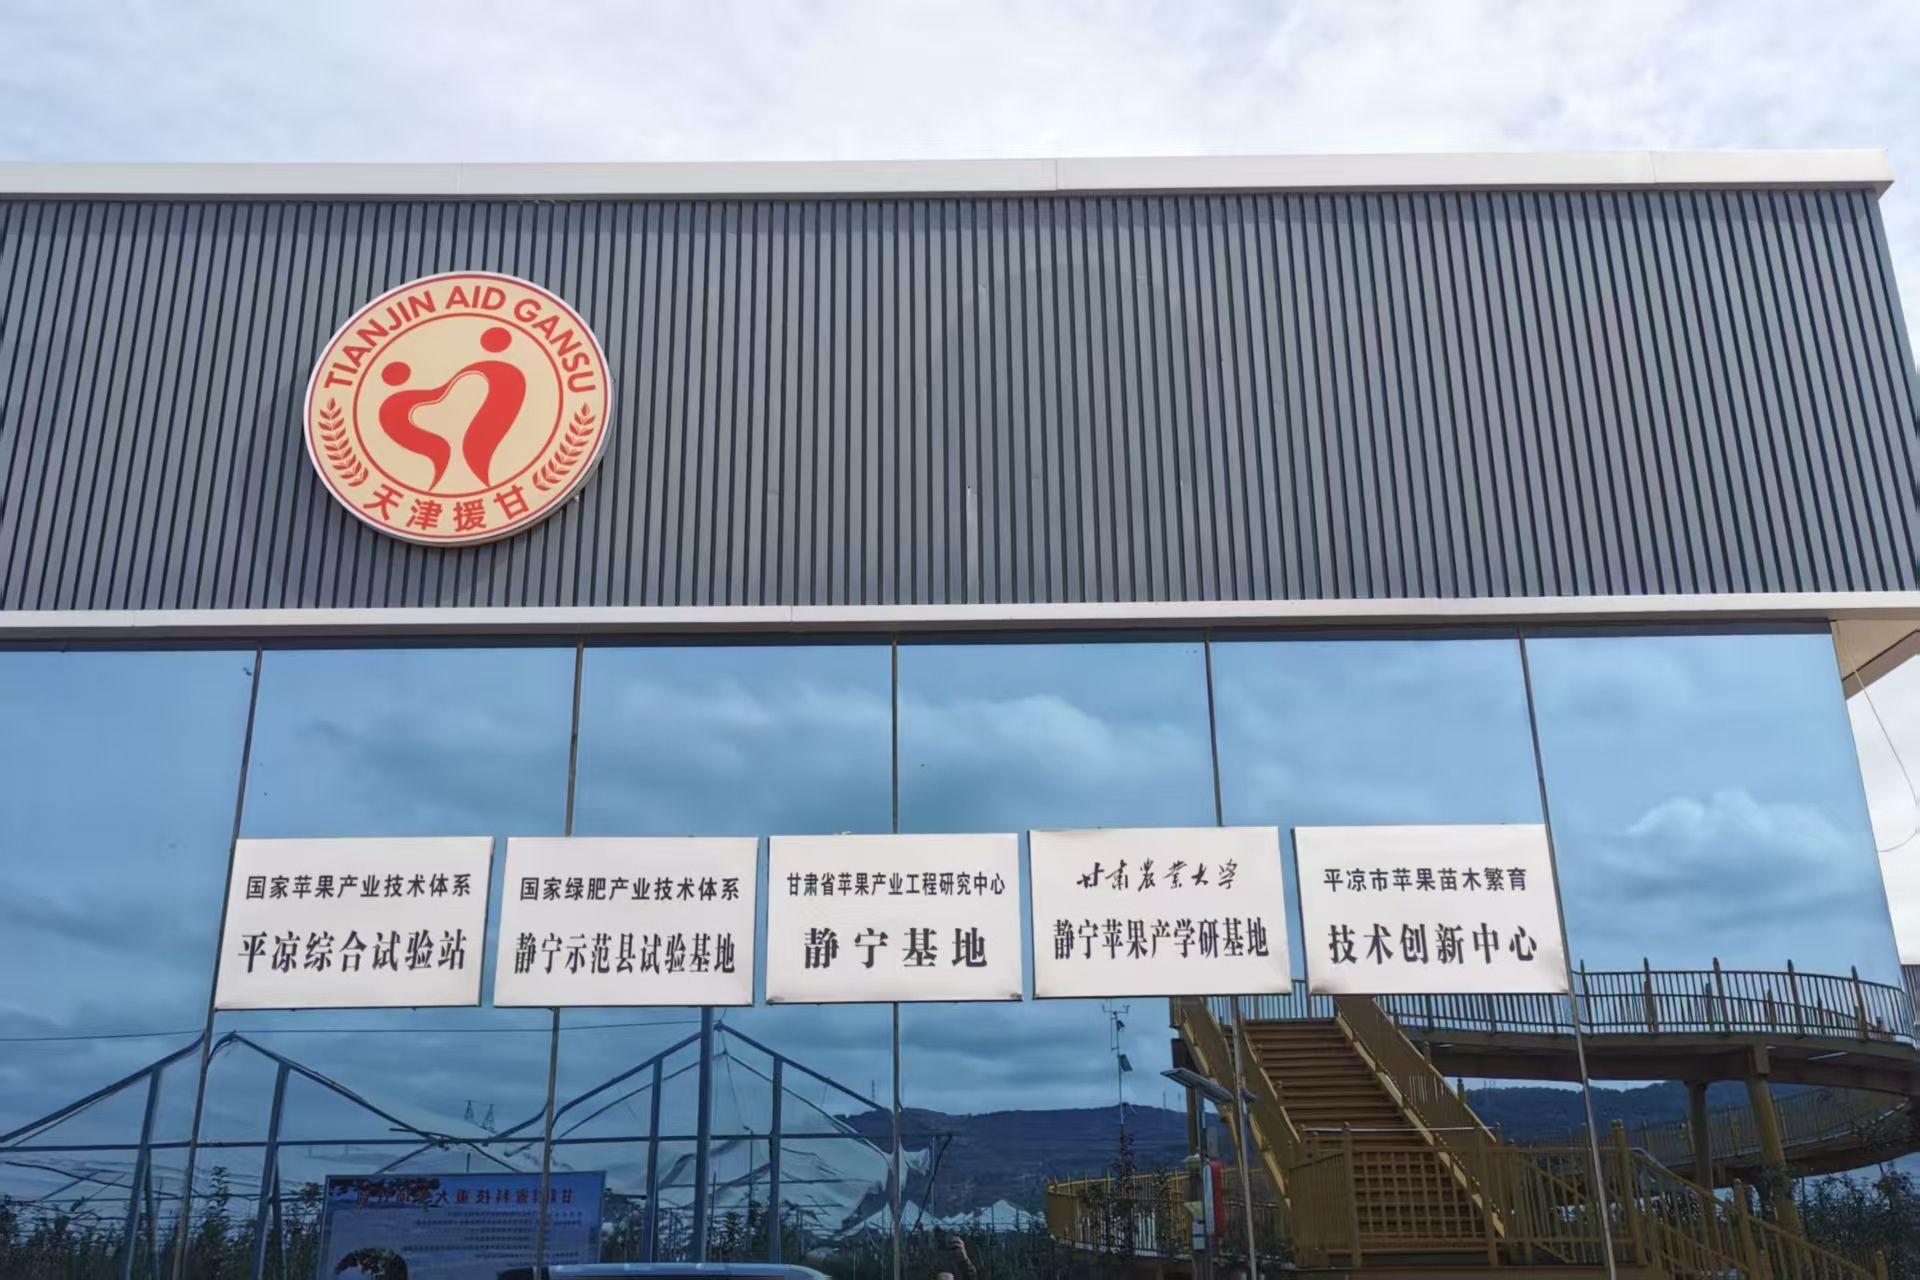 TIANJIN AID GANSU
天津援甘
国家苹果产业技术体系
平凉综合试验站
国家绿肥产业技术体系
静宁示范县试验基地
甘肃省苹果产业工程研究中心
静宁基地
甘肃农业大学
静宁苹果产学研基地
平凉市苹果苗木繁育
技术创新中心